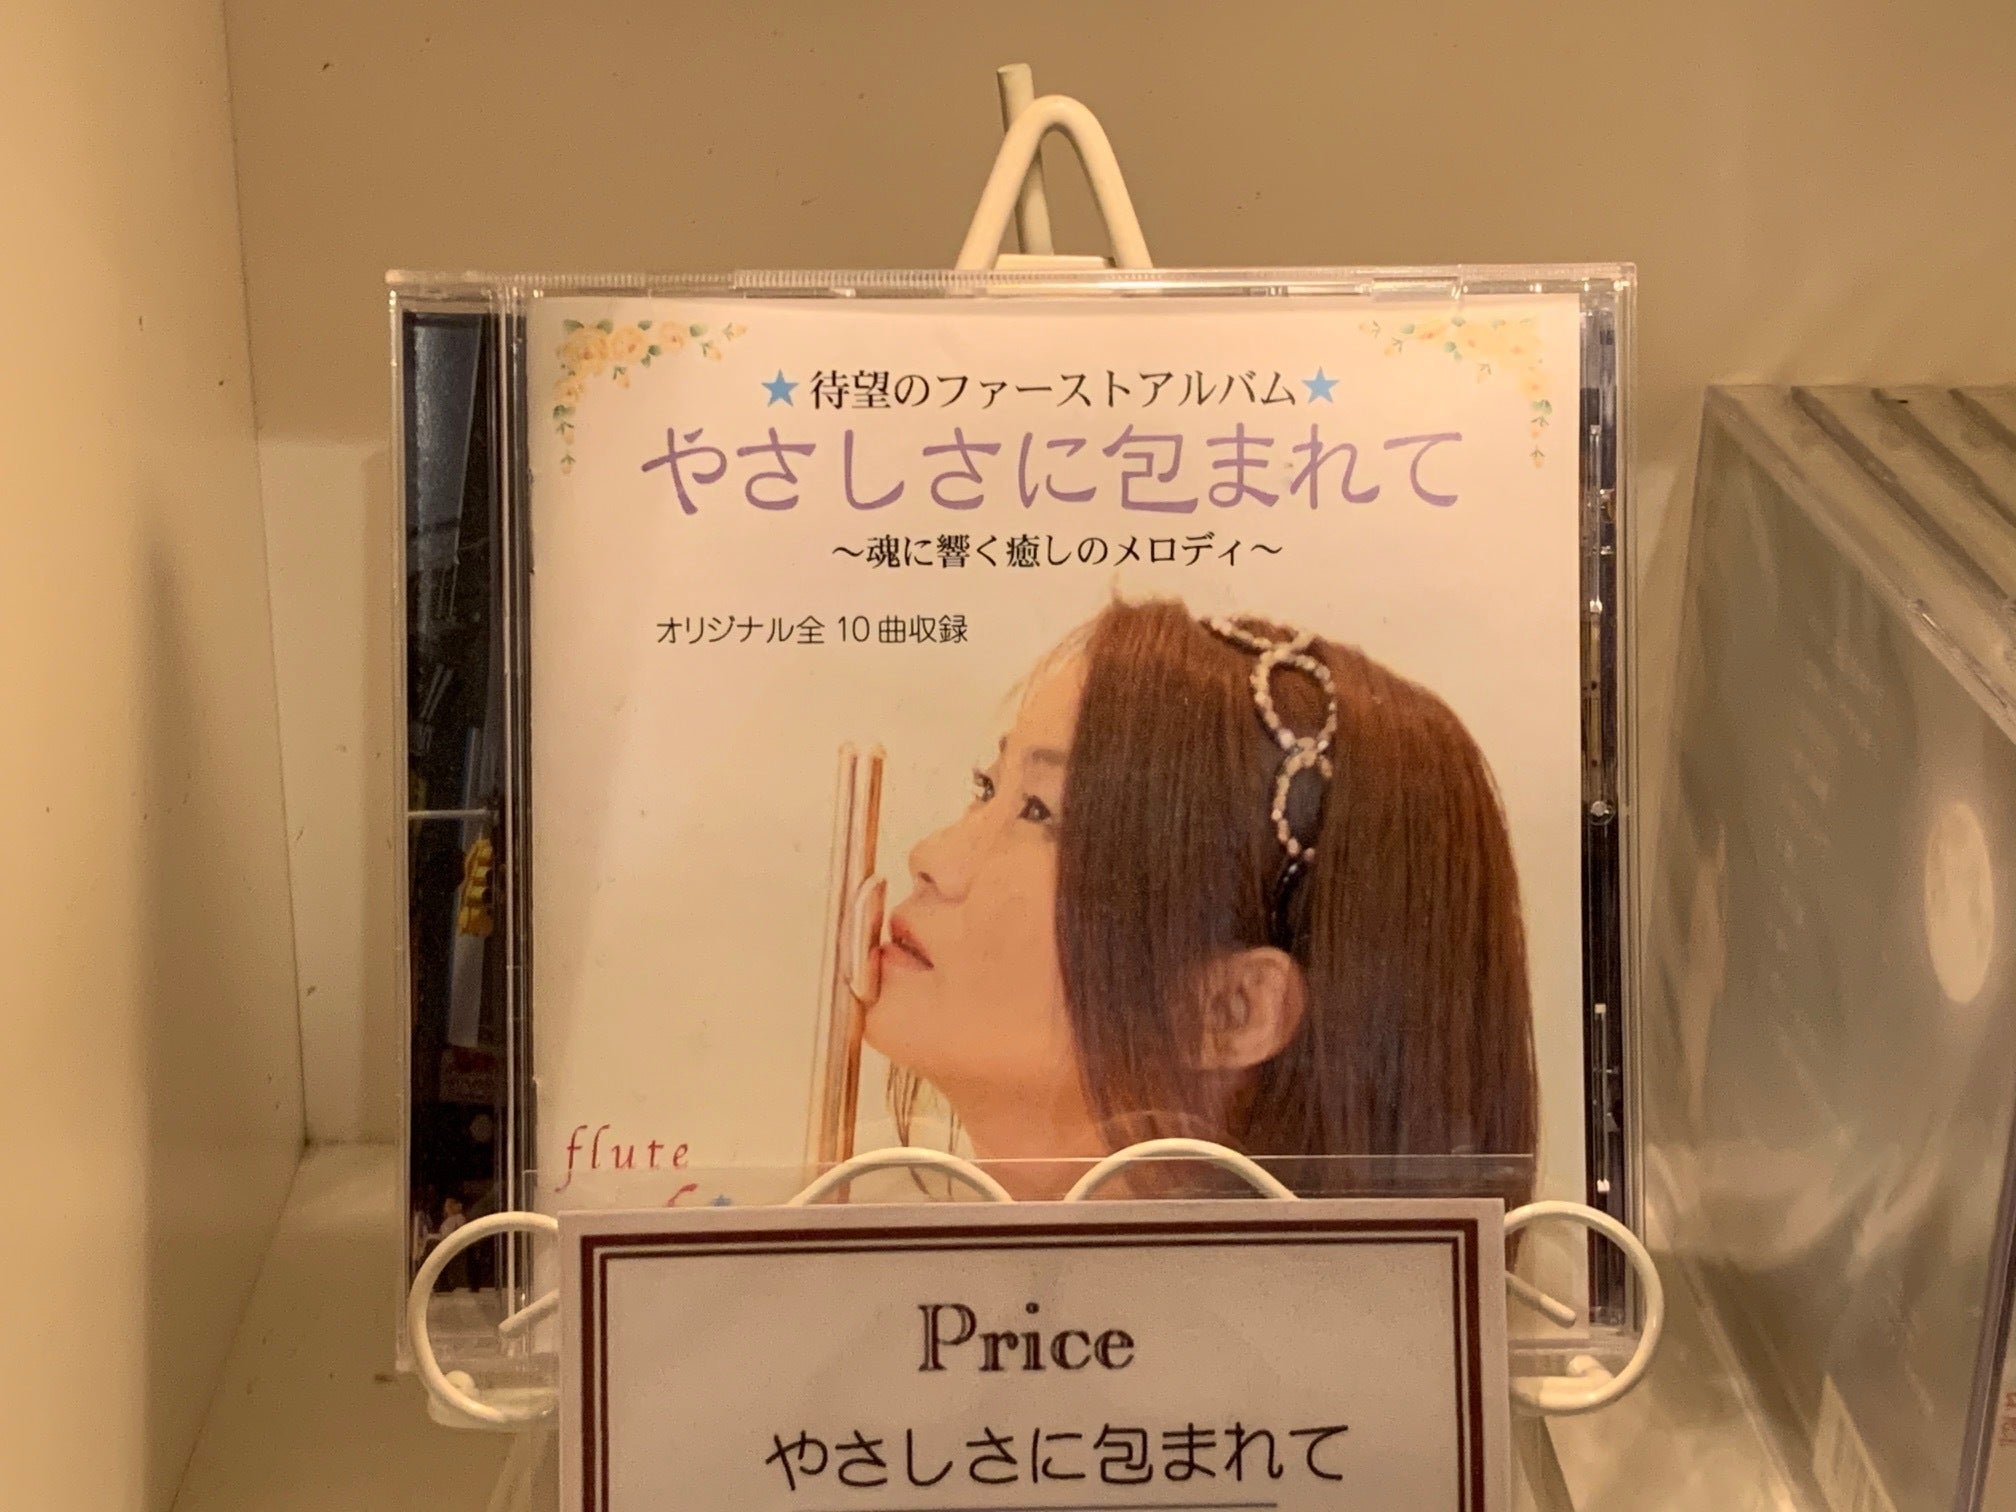 ★待望のファーストアルバム★
やさしさに包まれて
〜魂に響く癒しのメロディ〜
オリジナル全10曲収録
flute
Price
やさしさに包まれて